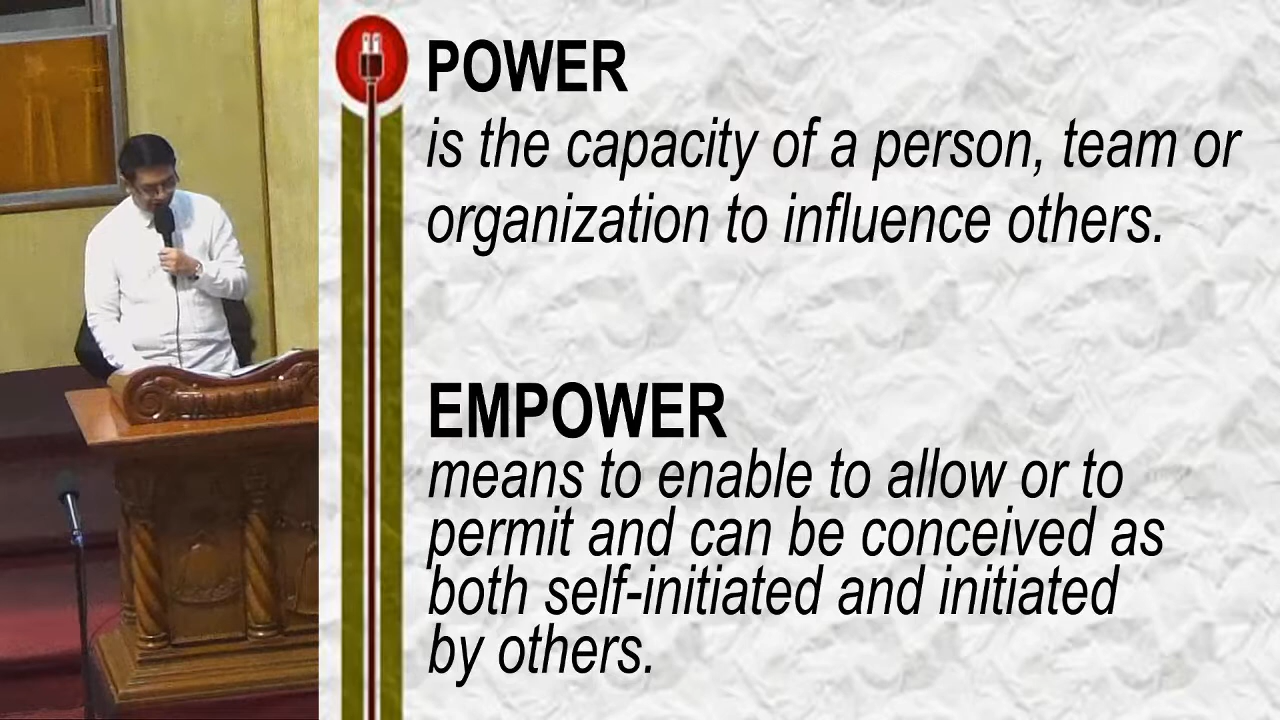 POWER
is the capacity of a person, team or
organization to influence others.
EMPOWER
means to enable to allow or to
permit and can be conceived as
both self-initiated and initiated
by others.